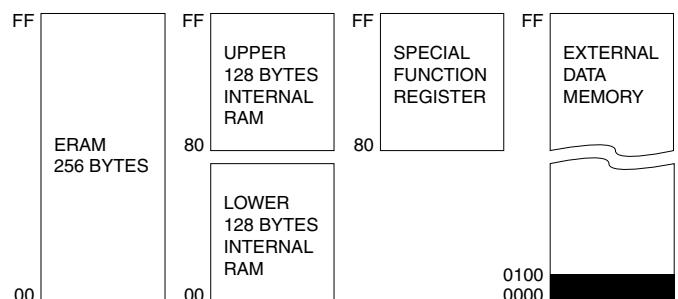 FF
ERAM
256 BYTES
00
FF
UPPER
128 BYTES
INTERNAL
RAM
80
LOWER
128 BYTES
INTERNAL
RAM
00
FF
SPECIAL
FUNCTION
REGISTER
80
FF
EXTERNAL
DATA
MEMORY
0100
0000